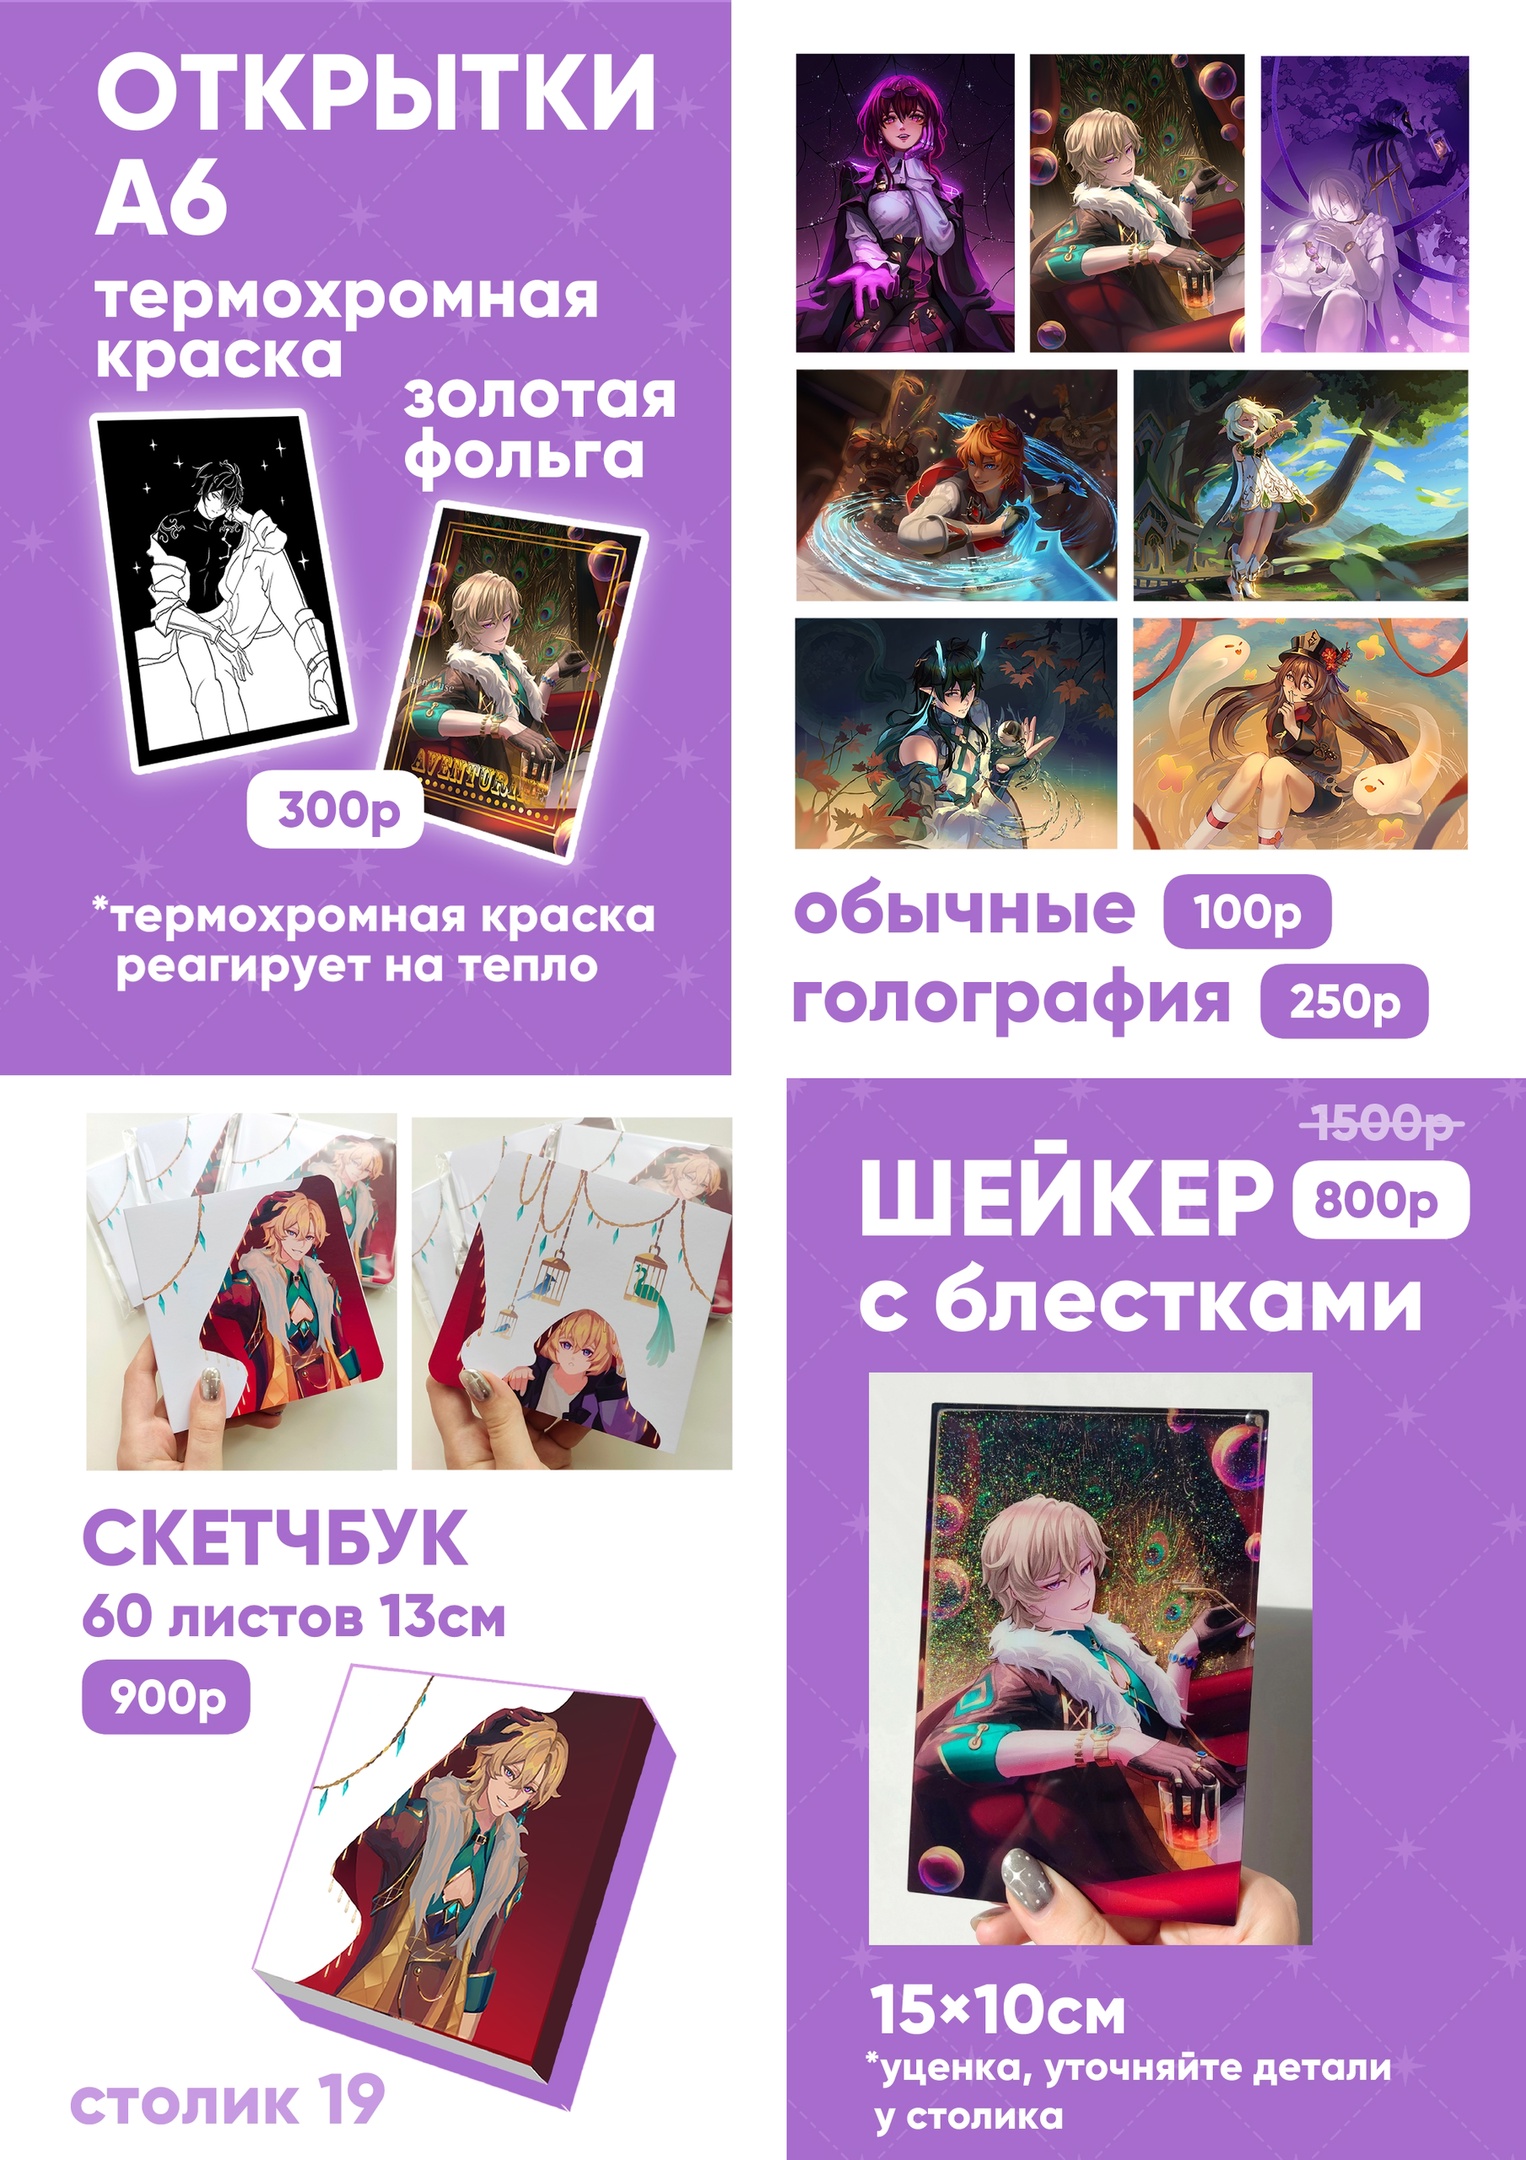 ОТКРЫТКИ
А6
термохромная
краска
золотая
фольга
AVENTURINE
300р
*термохромная краска
реагирует на тепло
обычные 100р
голография 250р
СКЕТЧБУК
60 листов 13см
900р
столик 19
1500р
ШЕЙКЕР 800р
с блестками
15×10см
*уценка, уточняйте детали
у столика